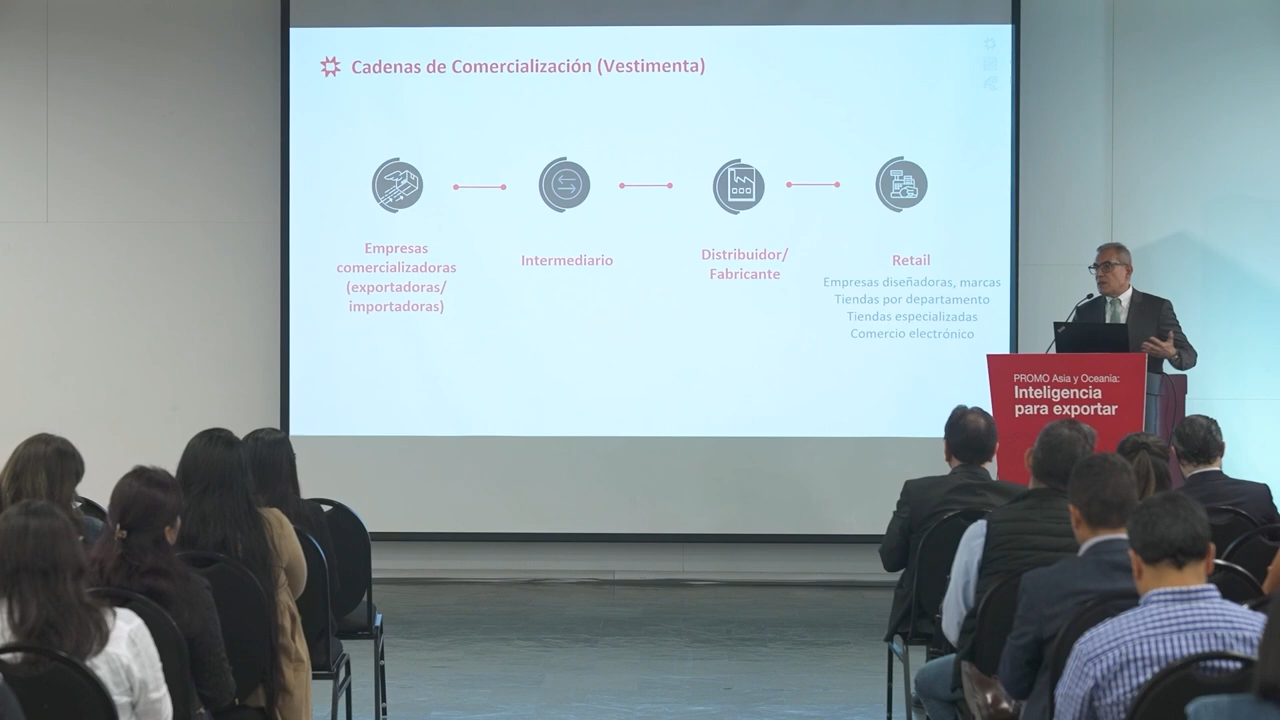 Cadenas de Comercialización (Vestimenta)
Empresas
comercializadoras
(exportadoras/
importadoras)
Intermediario
Distribuidor/
Fabricante
Retail
Empresas diseñadoras, marcas
Tiendas por departamento
Tiendas especializadas
Comercio electrónico
PROMO Asia y Oceanía:
Inteligencia
para exportar